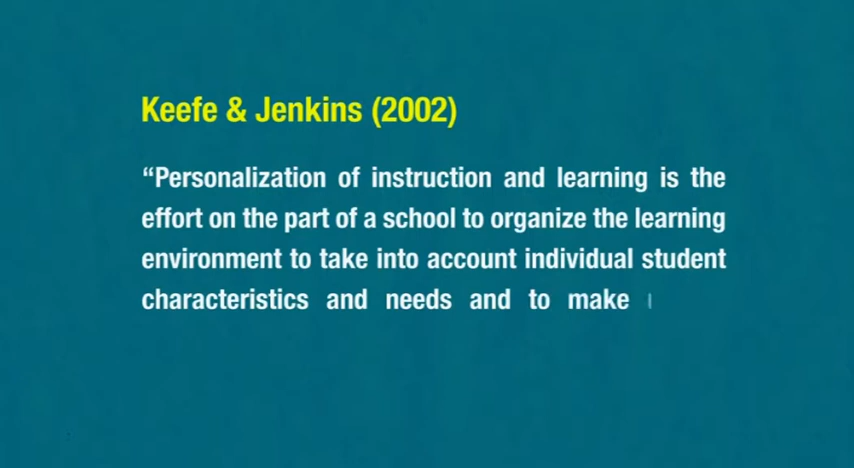 Keefe & Jenkins (2002)
“Personalization of instruction and learning is the
effort on the part of a school to organize the learning
environment to take into account individual student
characteristics and needs and to make